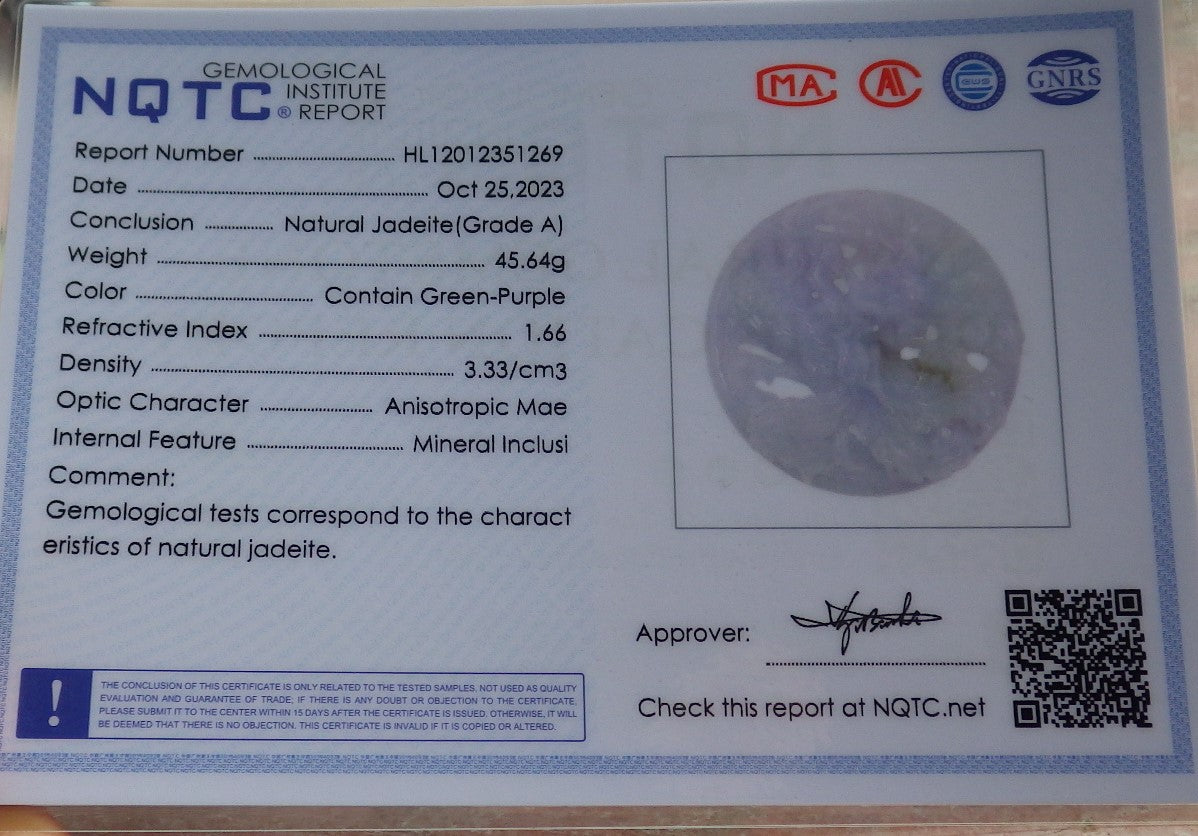 NQTC® GEMOLOGICAL INSTITUTE REPORT
Report Number HL12012351269
Date Oct 25,2023
Conclusion Natural Jadeite(Grade A)
Weight 45.64g
Color Contain Green-Purple
Refractive Index 1.66
Density 3.33/cm3
Optic Character Anisotropic Mae
Internal Feature Mineral Inclusi
Comment:
Gemological tests correspond to the charact
eristics of natural jadeite.
!
THE CONCLUSION OF THIS CERTIFICATE IS ONLY RELATED TO THE TESTED SAMPLES, NOT USED AS QUALITY
EVALUATION AND GUARANTEE OF TRADE, IF THERE IS ANY DOUBT OR OBJECTION TO THE CERTIFICATE,
PLEASE SUBMIT IT TO THE CENTER WITHIN 15 DAYS AFTER THE CERTIFICATE IS ISSUED, OTHERWISE, IT WILL
BE DEEMED THAT THERE IS NO OBJECTION. THIS CERTIFICATE IS INVALID IF IT IS COPIED OR ALTERED.
MA
GNRS
Approver:
Check this report at NQTC.net